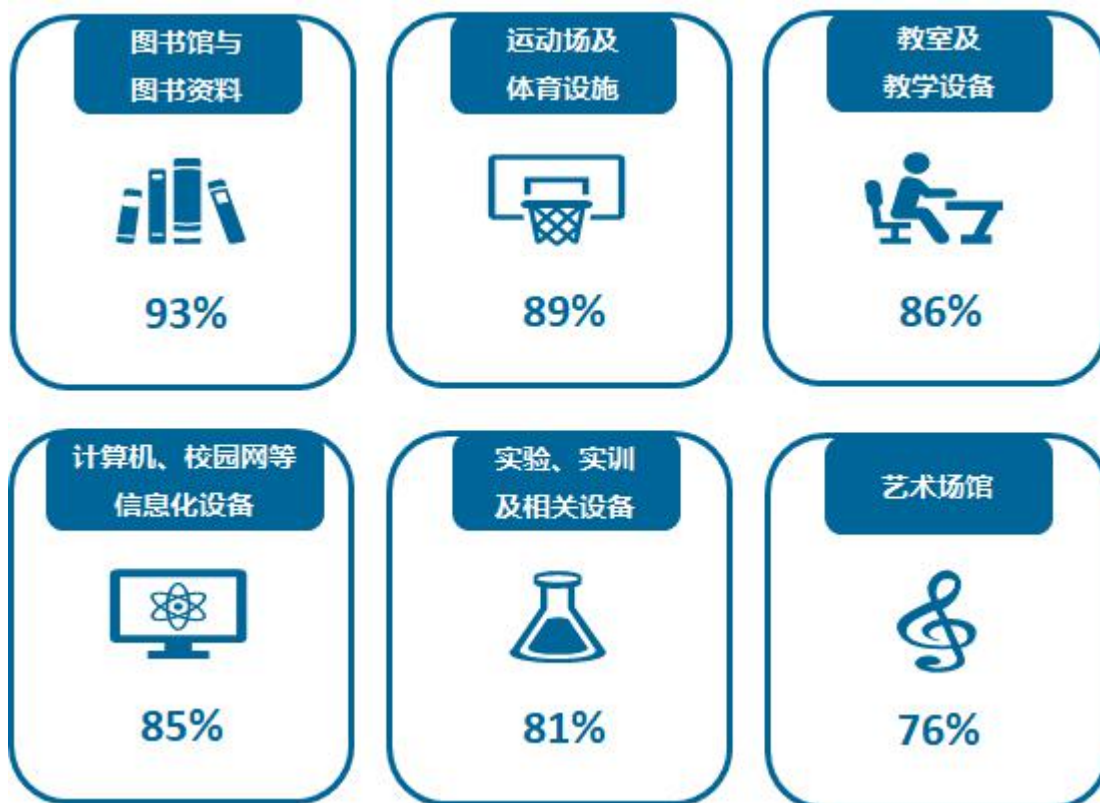 图书馆与
图书资料
93%
运动场及
体育设施
89%
教室及
教学设备
86%
计算机、校园网等
信息化设备
85%
实验、实训
及相关设备
81%
艺术场馆
76%